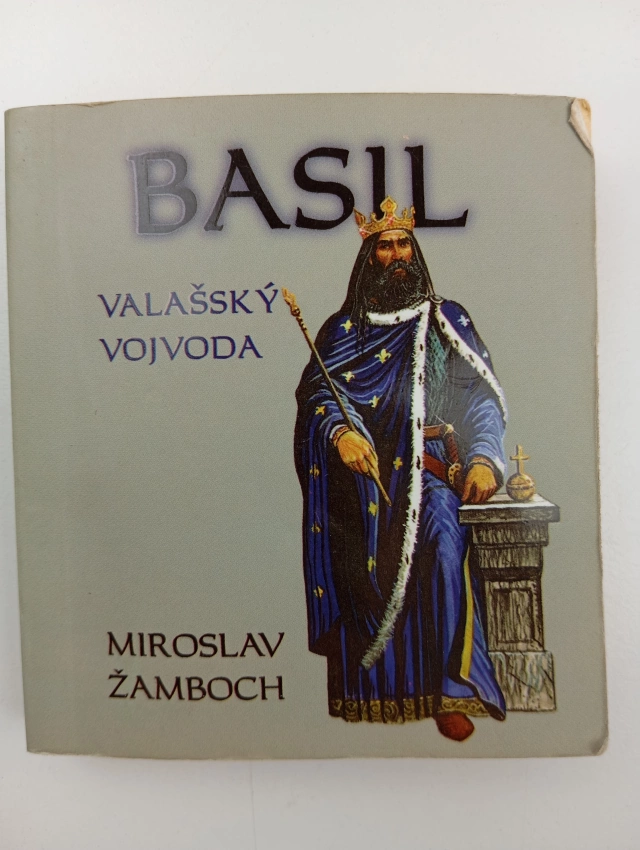 BASIL
VALAŠSKÝ
VOJVODA
MIROSLAV
ŽAMBOCH